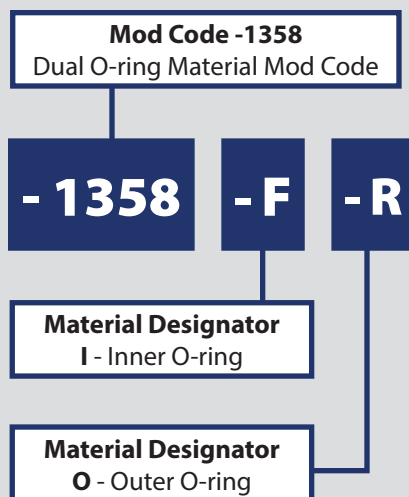 Mod Code -1358
Dual O-ring Material Mod Code
- 1358 - F - R
Material Designator
I - Inner O-ring
Material Designator
O - Outer O-ring